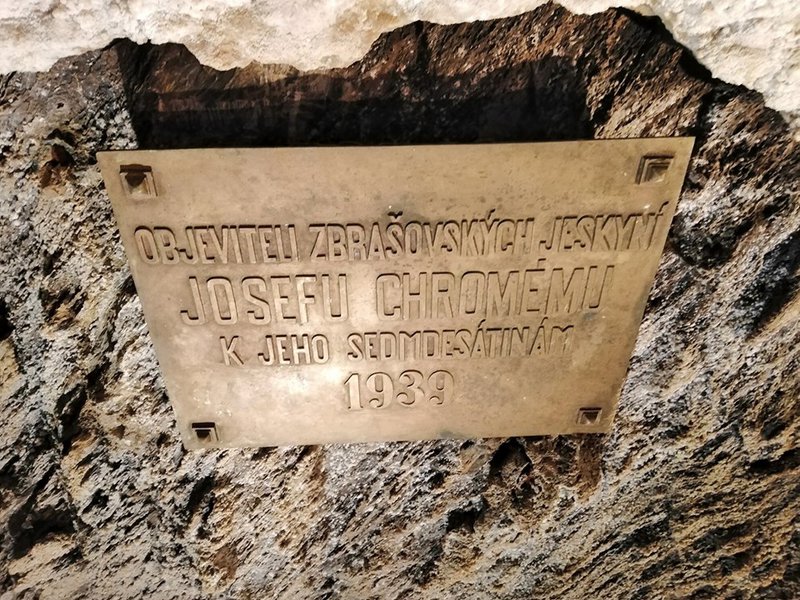 OBJEVITELI ZBRAŠOVSKÝCH JESKYNÍ
JOSEFU CHROMÉMU
K JEHO SEDMDESÁTINÁM
1939